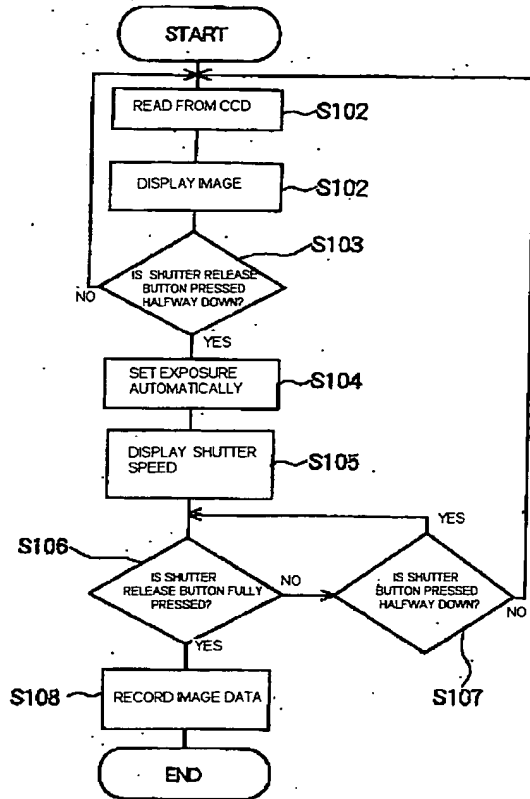 START
READ FROM CCD
S102
DISPLAY IMAGE
S102
S103
IS SHUTTER RELEASE
BUTTON PRESSED
HALFWAY DOWN?
NO
YES
SET EXPOSURE
AUTOMATICALLY
S104
DISPLAY SHUTTER
SPEED
S105
YES
S106
IS SHUTTER
RELEASE BUTTON FULLY
PRESSED?
NO
IS SHUTTER
BUTTON PRESSED
HALFWAY DOWN?
NO
YES
S107
S108
RECORD IMAGE DATA
END